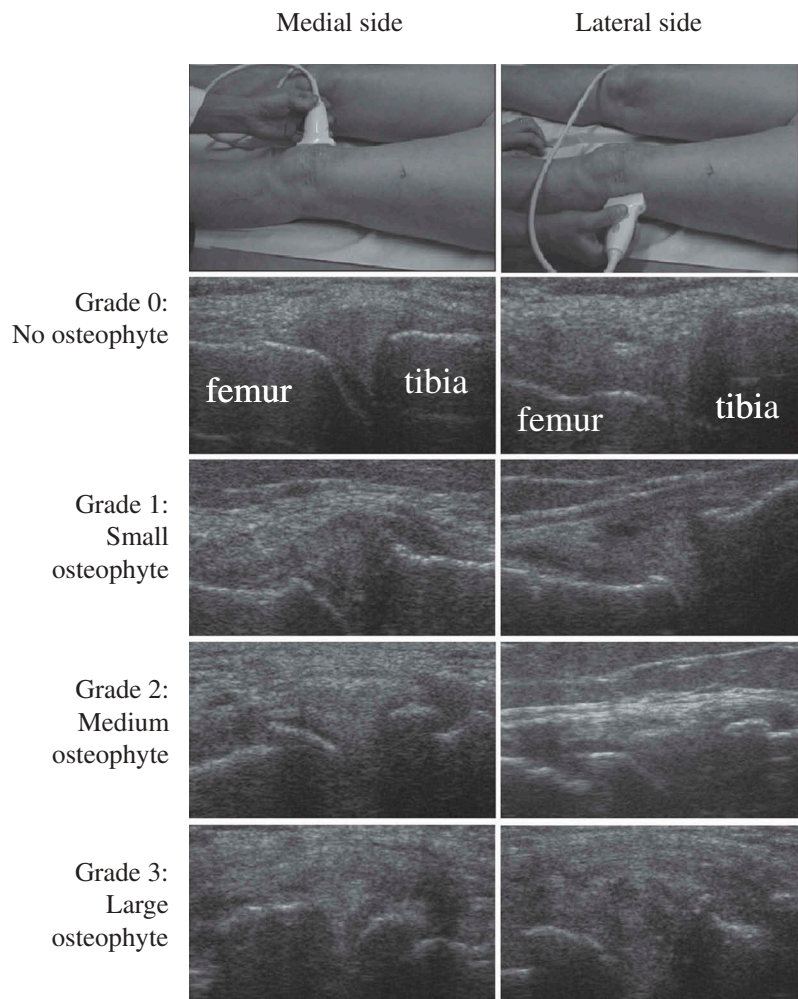 Medial side
Lateral side
Grade 0:
No osteophyte
femur
tibia
femur
tibia
Grade 1:
Small
osteophyte
Grade 2:
Medium
osteophyte
Grade 3:
Large
osteophyte